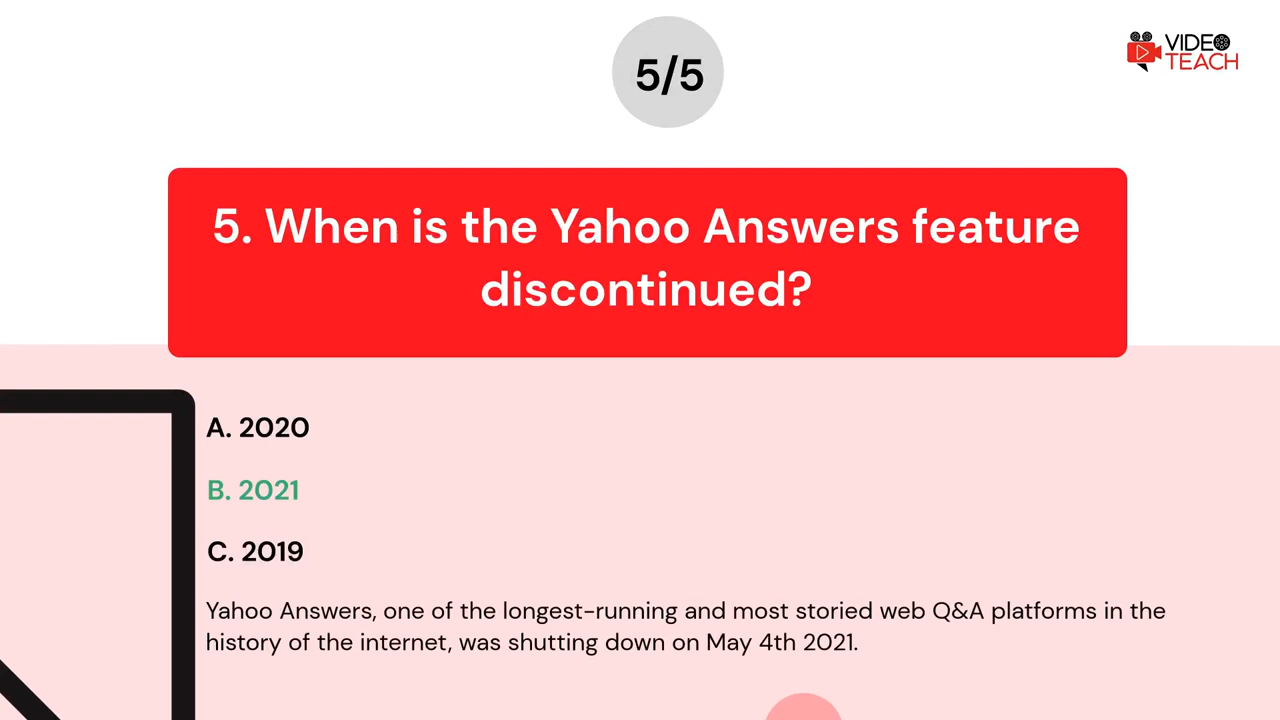 5/5
VIDEO
TEACH
5. When is the Yahoo Answers feature
discontinued?
A. 2020
B. 2021
C. 2019
Yahoo Answers, one of the longest-running and most storied web Q&A platforms in the
history of the internet, was shutting down on May 4th 2021.